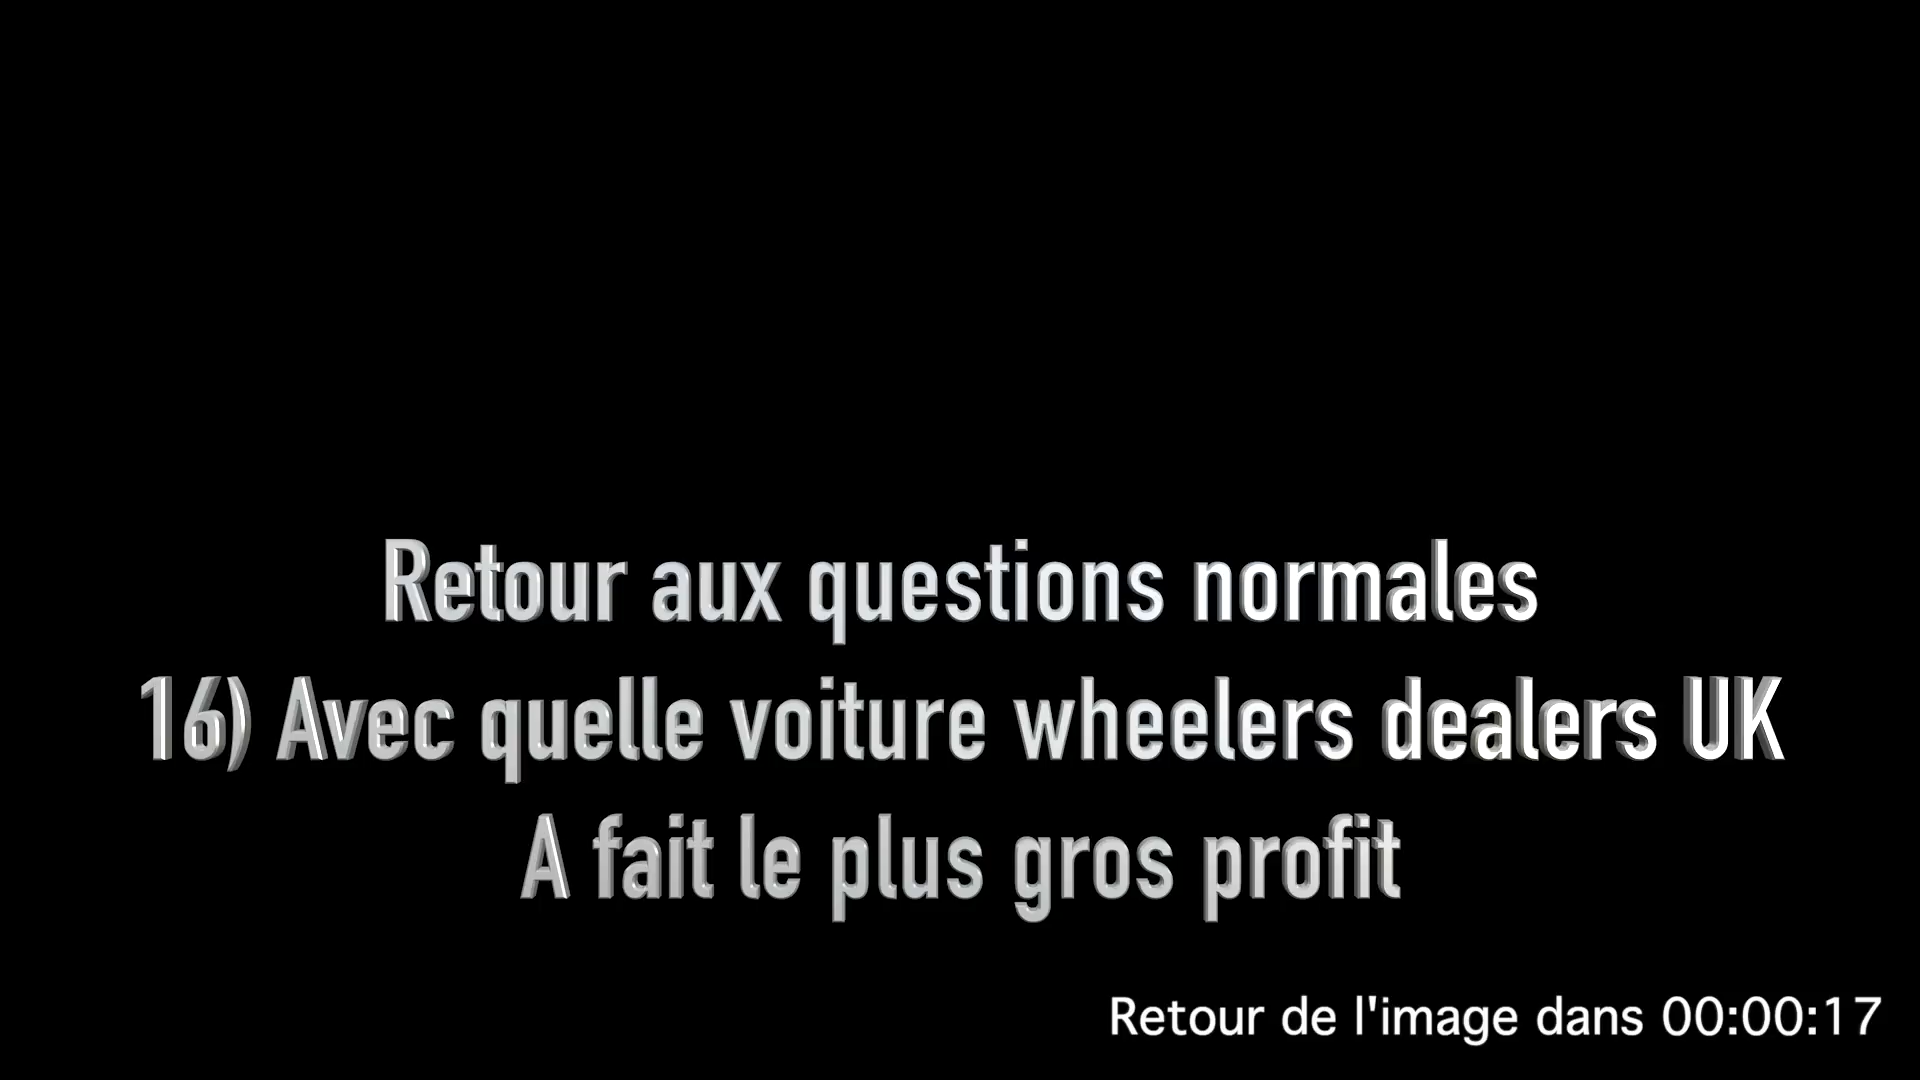 Retour aux questions normales
16) Avec quelle voiture wheelers dealers UK
A fait le plus gros profit
Retour de l'image dans 00:00:17